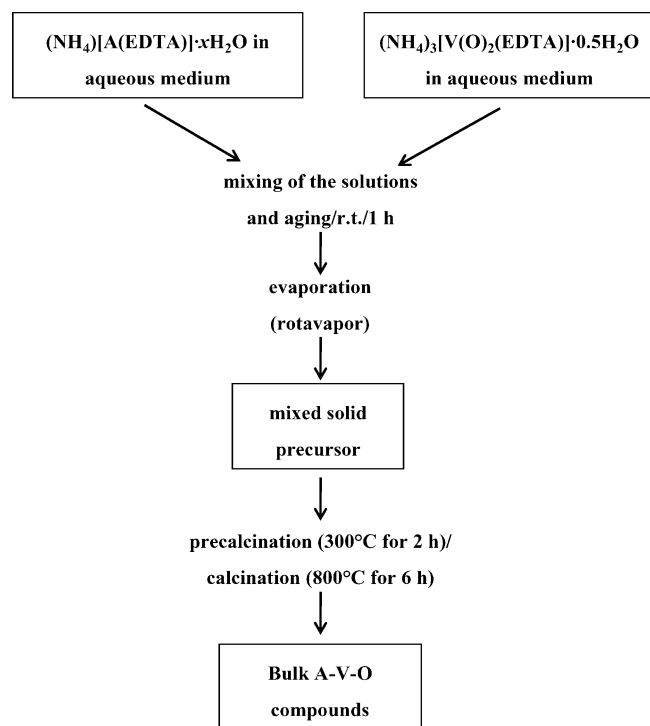 (NH₄)[A(EDTA)]·xH₂O in
aqueous medium
(NH₄)₃[V(O)₂(EDTA)]·0.5H₂O
in aqueous medium
mixing of the solutions
and aging/r.t./1 h
evaporation
(rotavapor)
mixed solid
precursor
precalcination (300°C for 2 h)/
calcination (800°C for 6 h)
Bulk A-V-O
compounds